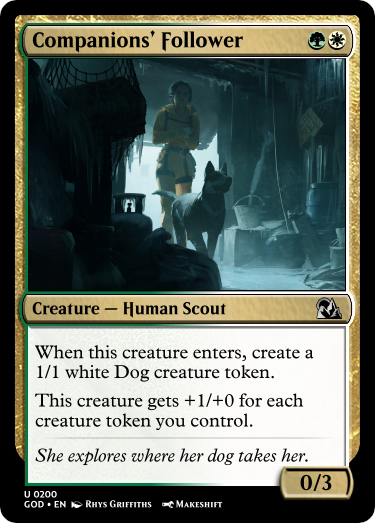 Companions' Follower
Creature — Human Scout
When this creature enters, create a
1/1 white Dog creature token.
This creature gets +1/+0 for each
creature token you control.
She explores where her dog takes her.
0/3
U 0200
GOD • EN Rhys Griffiths Makeshift